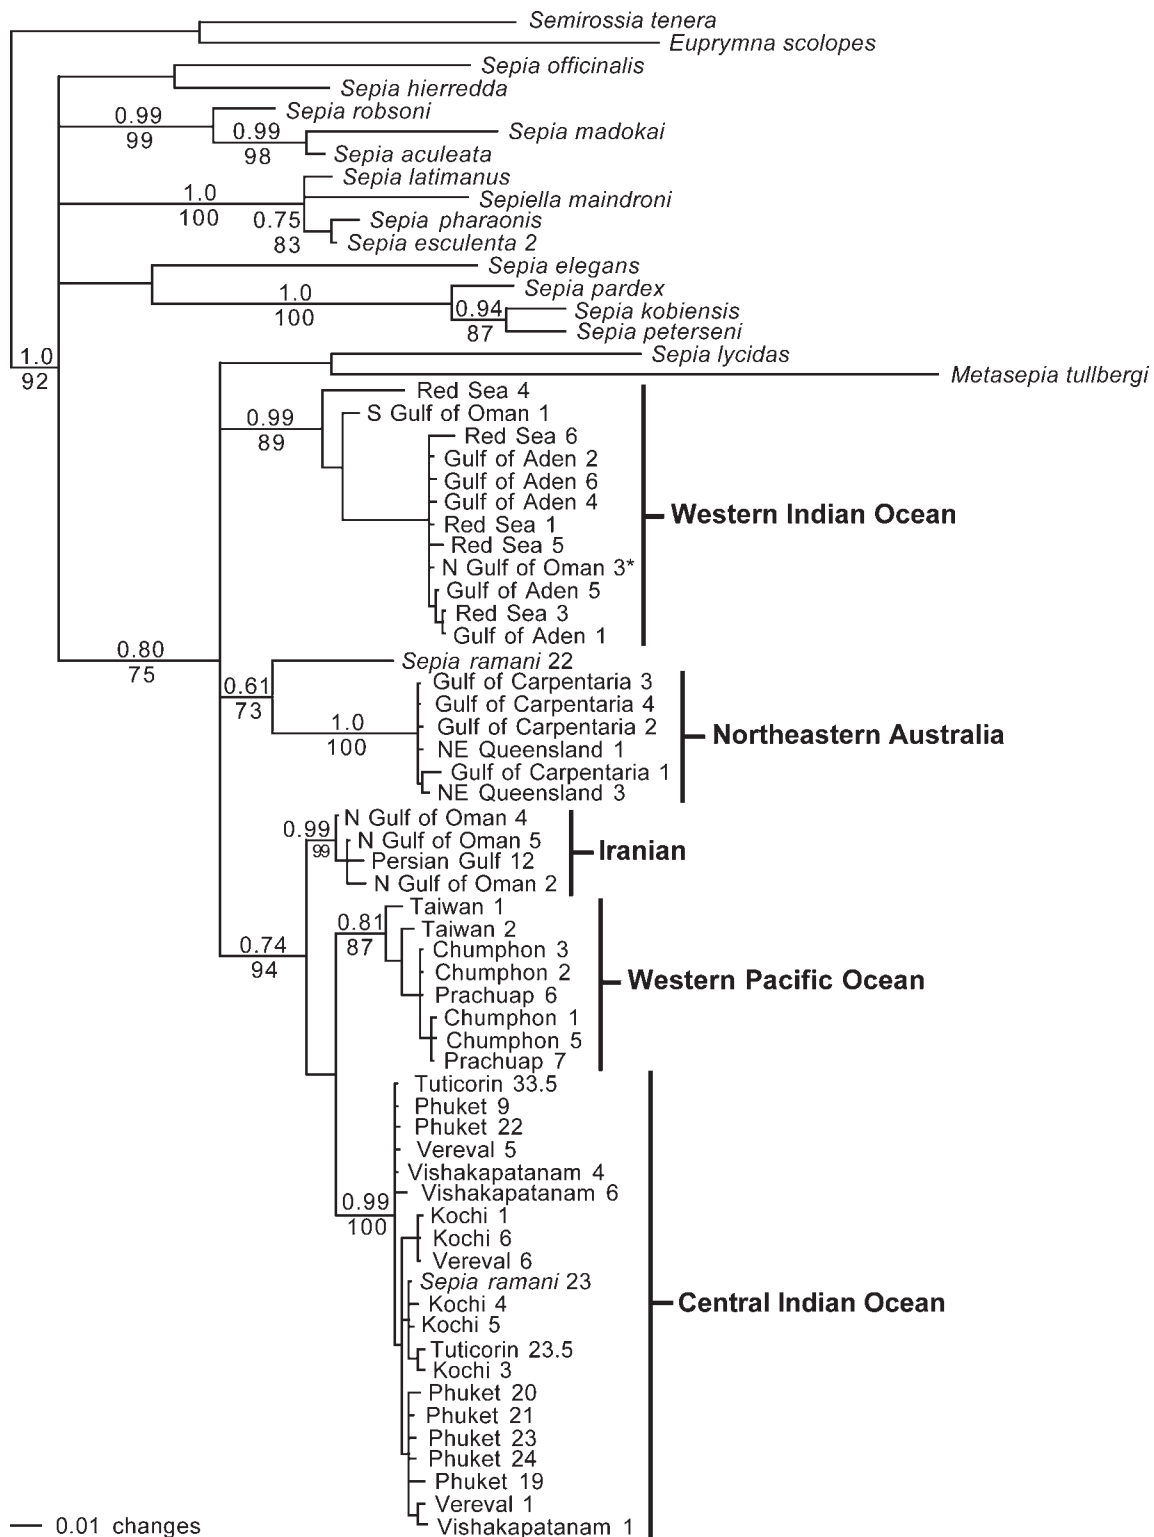 Semirossia tenera
Euprymna scolopes
Sepia officinalis
Sepia hierredda
0.99
99
Sepia robsoni
0.99
98
Sepia madokai
Sepia aculeata
Sepia latimanus
1.0
100
Sepiella maindroni
0.75
83
Sepia pharaonis
Sepia esculenta 2
Sepia elegans
1.0
100
Sepia pardex
0.94
87
Sepia kobiensis
Sepia peterseni
1.0
92
Sepia lycidas
Metasepia tullbergi
0.99
89
Red Sea 4
S Gulf of Oman 1
Red Sea 6
Gulf of Aden 2
Gulf of Aden 6
Gulf of Aden 4
Red Sea 1
Red Sea 5
N Gulf of Oman 3*
Gulf of Aden 5
Red Sea 3
Gulf of Aden 1
Western Indian Ocean
0.80
75
0.61
73
Sepia ramani 22
1.0
100
Gulf of Carpentaria 3
Gulf of Carpentaria 4
Gulf of Carpentaria 2
NE Queensland 1
Gulf of Carpentaria 1
NE Queensland 3
Northeastern Australia
0.99
99
N Gulf of Oman 4
N Gulf of Oman 5
Persian Gulf 12
N Gulf of Oman 2
Iranian
0.74
94
0.81
87
Taiwan 1
Taiwan 2
Chumphon 3
Chumphon 2
Prachuap 6
Chumphon 1
Chumphon 5
Prachuap 7
Western Pacific Ocean
0.99
100
Tuticorin 33.5
Phuket 9
Phuket 22
Vereval 5
Vishakapatanam 4
Vishakapatanam 6
Kochi 1
Kochi 6
Vereval 6
Sepia ramani 23
Kochi 4
Kochi 5
Tuticorin 23.5
Kochi 3
Phuket 20
Phuket 21
Phuket 23
Phuket 24
Phuket 19
Vereval 1
Vishakapatanam 1
Central Indian Ocean
0.01 changes